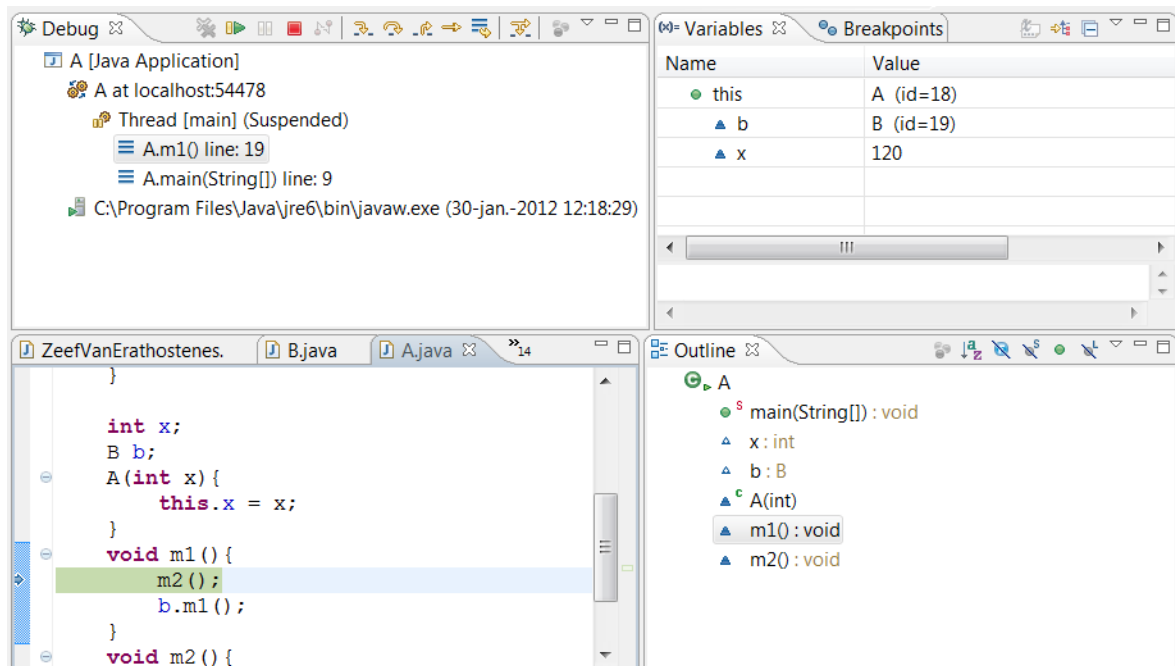 Debug
A [Java Application]
A at localhost:54478
Thread [main] (Suspended)
A.m1() line: 19
A.main(String[]) line: 9
C:\Program Files\Java\jre6\bin\javaw.exe (30-jan.-2012 12:18:29)
(x)= Variables Breakpoints
Name Value
this A (id=18)
b B (id=19)
x 120
ZeefVanErathostenes. B.java A.java »14
}
int x;
B b;
A(int x){
this.x = x;
}
void m1(){
m2();
b.m1();
}
void m2(){
Outline
A
main(String[]) : void
x : int
b : B
A(int)
m1() : void
m2() : void